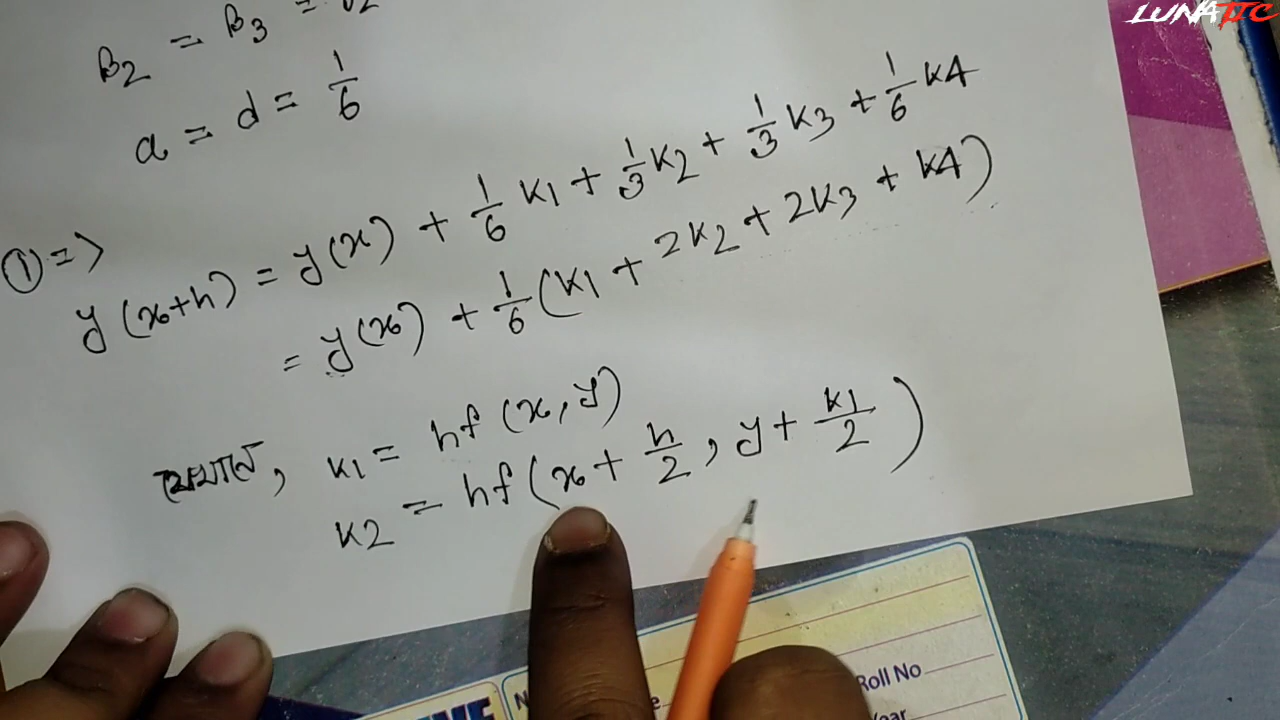 LUNATIC
β2 = β3 =
a = d = 1/6
① =>
y(x+h) = y(x) + 1/6 k1 + 1/3 k2 + 1/3 k3 + 1/6 k4
= y(x) + 1/6 (k1 + 2k2 + 2k3 + k4)
যেখানে, k1 = hf(x, y)
k2 = hf(x + h/2, y + k1/2)
Roll No